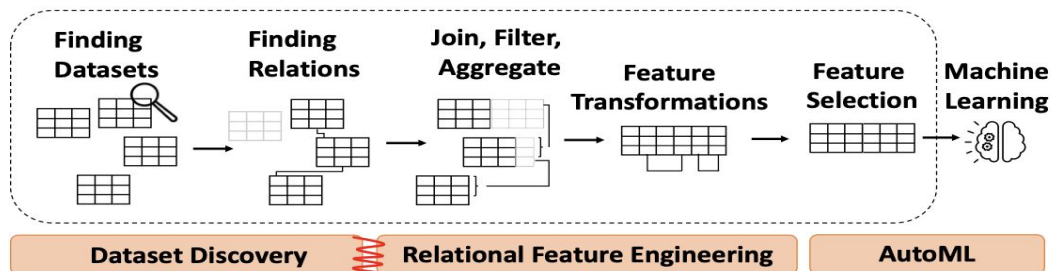 Finding
Datasets
Finding
Relations
Join, Filter,
Aggregate
Feature
Transformations
Feature
Selection
Machine
Learning
Dataset Discovery
Relational Feature Engineering
AutoML